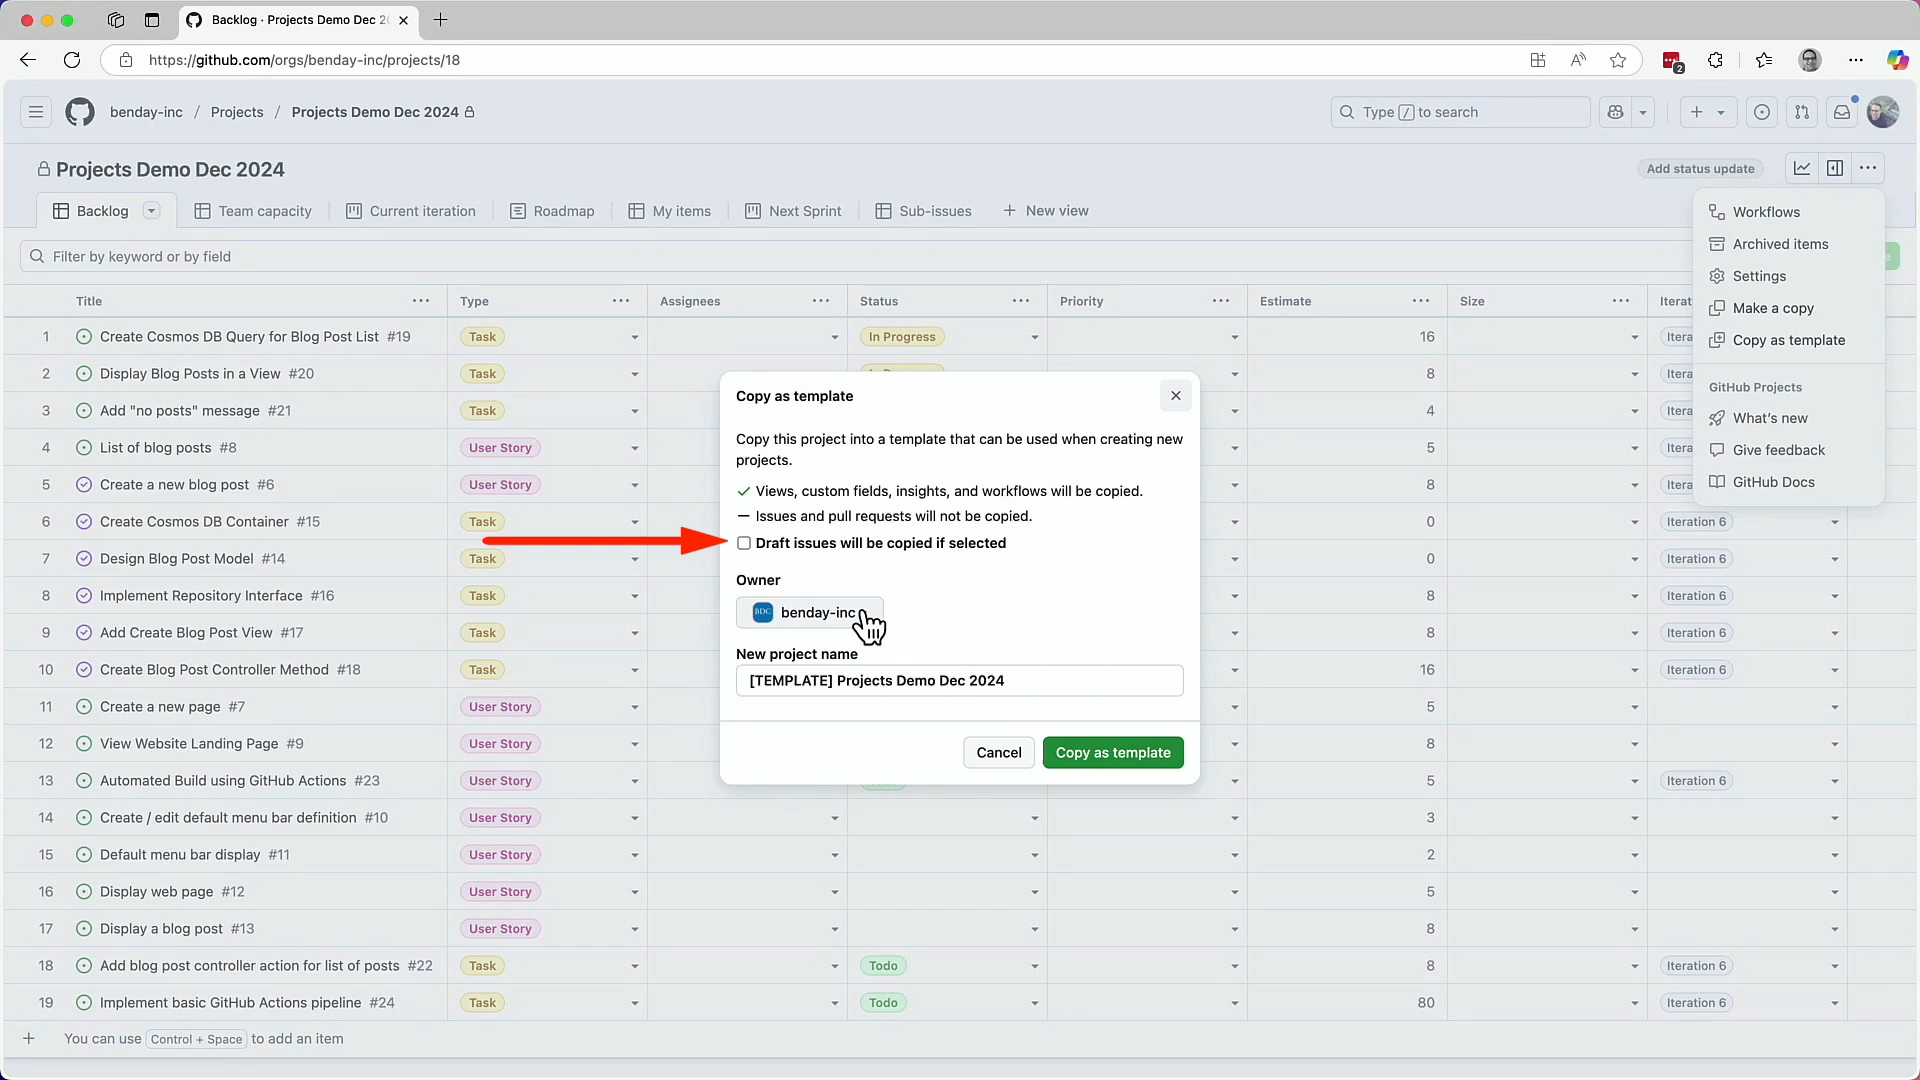 Backlog · Projects Demo Dec 2
https://github.com/orgs/benday-inc/projects/18
2
benday-inc / Projects / Projects Demo Dec 2024
Type / to search
Projects Demo Dec 2024
Add status update
Backlog
Team capacity
Current iteration
Roadmap
My items
Next Sprint
Sub-issues
New view
Filter by keyword or by field
Workflows
Archived items
Settings
Make a copy
Copy as template
GitHub Projects
What's new
Give feedback
GitHub Docs
Title Type Assignees Status Priority Estimate Size Iterat
1 Create Cosmos DB Query for Blog Post List #19 Task In Progress 16 Itera
2 Display Blog Posts in a View #20 Task 8 Itera
3 Add "no posts" message #21 Task 4 Itera
4 List of blog posts #8 User Story 5 Itera
5 Create a new blog post #6 User Story 8 Itera
6 Create Cosmos DB Container #15 Task 0 Iteration 6
7 Design Blog Post Model #14 Task 0 Iteration 6
8 Implement Repository Interface #16 Task 8 Iteration 6
9 Add Create Blog Post View #17 Task 8 Iteration 6
10 Create Blog Post Controller Method #18 Task 16 Iteration 6
11 Create a new page #7 User Story 5
12 View Website Landing Page #9 User Story 8
13 Automated Build using GitHub Actions #23 User Story 5 Iteration 6
14 Create / edit default menu bar definition #10 User Story 3
15 Default menu bar display #11 User Story 2
16 Display web page #12 User Story 5
17 Display a blog post #13 User Story 8
18 Add blog post controller action for list of posts #22 Task Todo 8 Iteration 6
19 Implement basic GitHub Actions pipeline #24 Task Todo 80 Iteration 6
You can use Control + Space to add an item
Copy as template
Copy this project into a template that can be used when creating new
projects.
Views, custom fields, insights, and workflows will be copied.
Issues and pull requests will not be copied.
Draft issues will be copied if selected
Owner
BDC benday-inc
New project name
[TEMPLATE] Projects Demo Dec 2024
Cancel
Copy as template